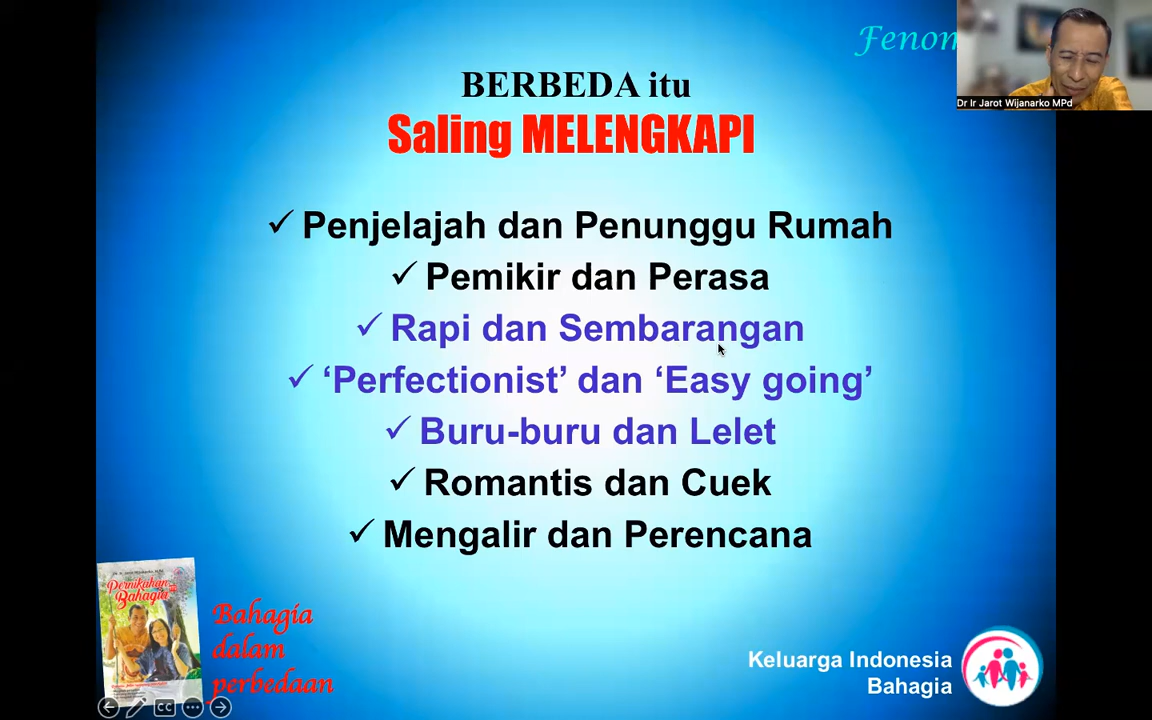 Fenom
Dr Ir Jarot Wijanarko MPd
BERBEDA itu
Saling MELENGKAPI
✓ Penjelajah dan Penunggu Rumah
✓ Pemikir dan Perasa
✓ Rapi dan Sembarangan
✓ ‘Perfectionist’ dan ‘Easy going’
✓ Buru-buru dan Lelet
✓ Romantis dan Cuek
✓ Mengalir dan Perencana
Pernikahan
Bahagia
Bahagia
dalam
perbedaan
Keluarga Indonesia
Bahagia
CC